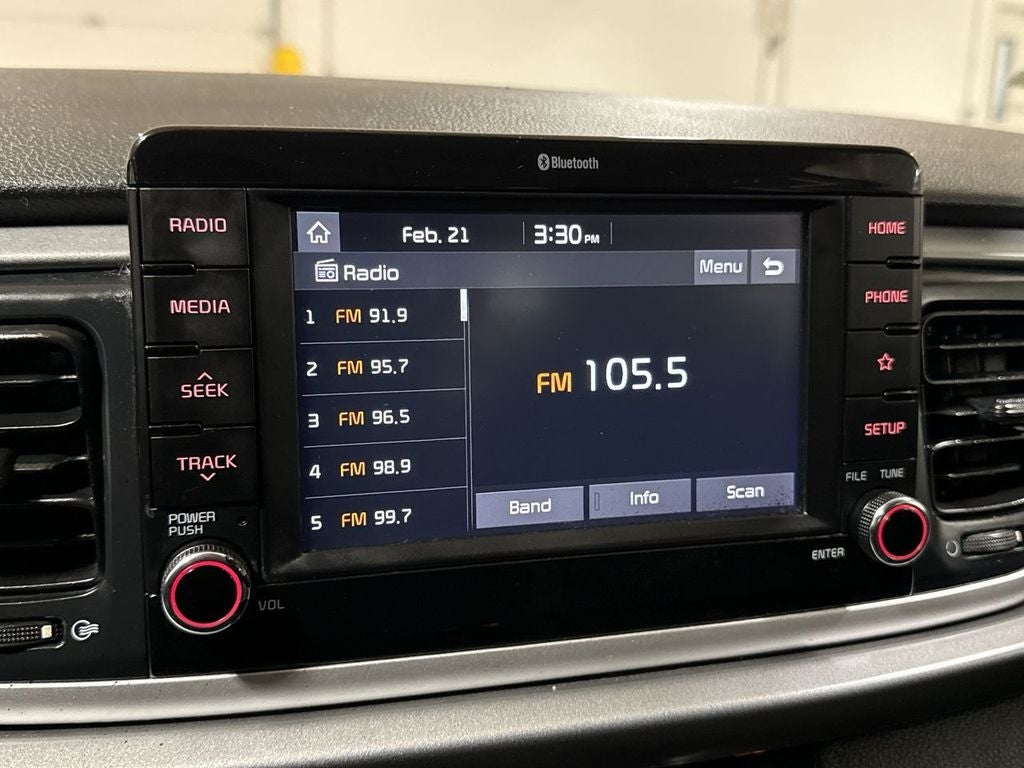 Bluetooth
RADIO
MEDIA
SEEK
TRACK
POWER
PUSH
VOL
Feb. 21 3:30 PM
Radio Menu
1 FM 91.9
2 FM 95.7
3 FM 96.5
4 FM 98.9
5 FM 99.7
FM 105.5
Band Info Scan
HOME
PHONE
SETUP
FILE TUNE
ENTER